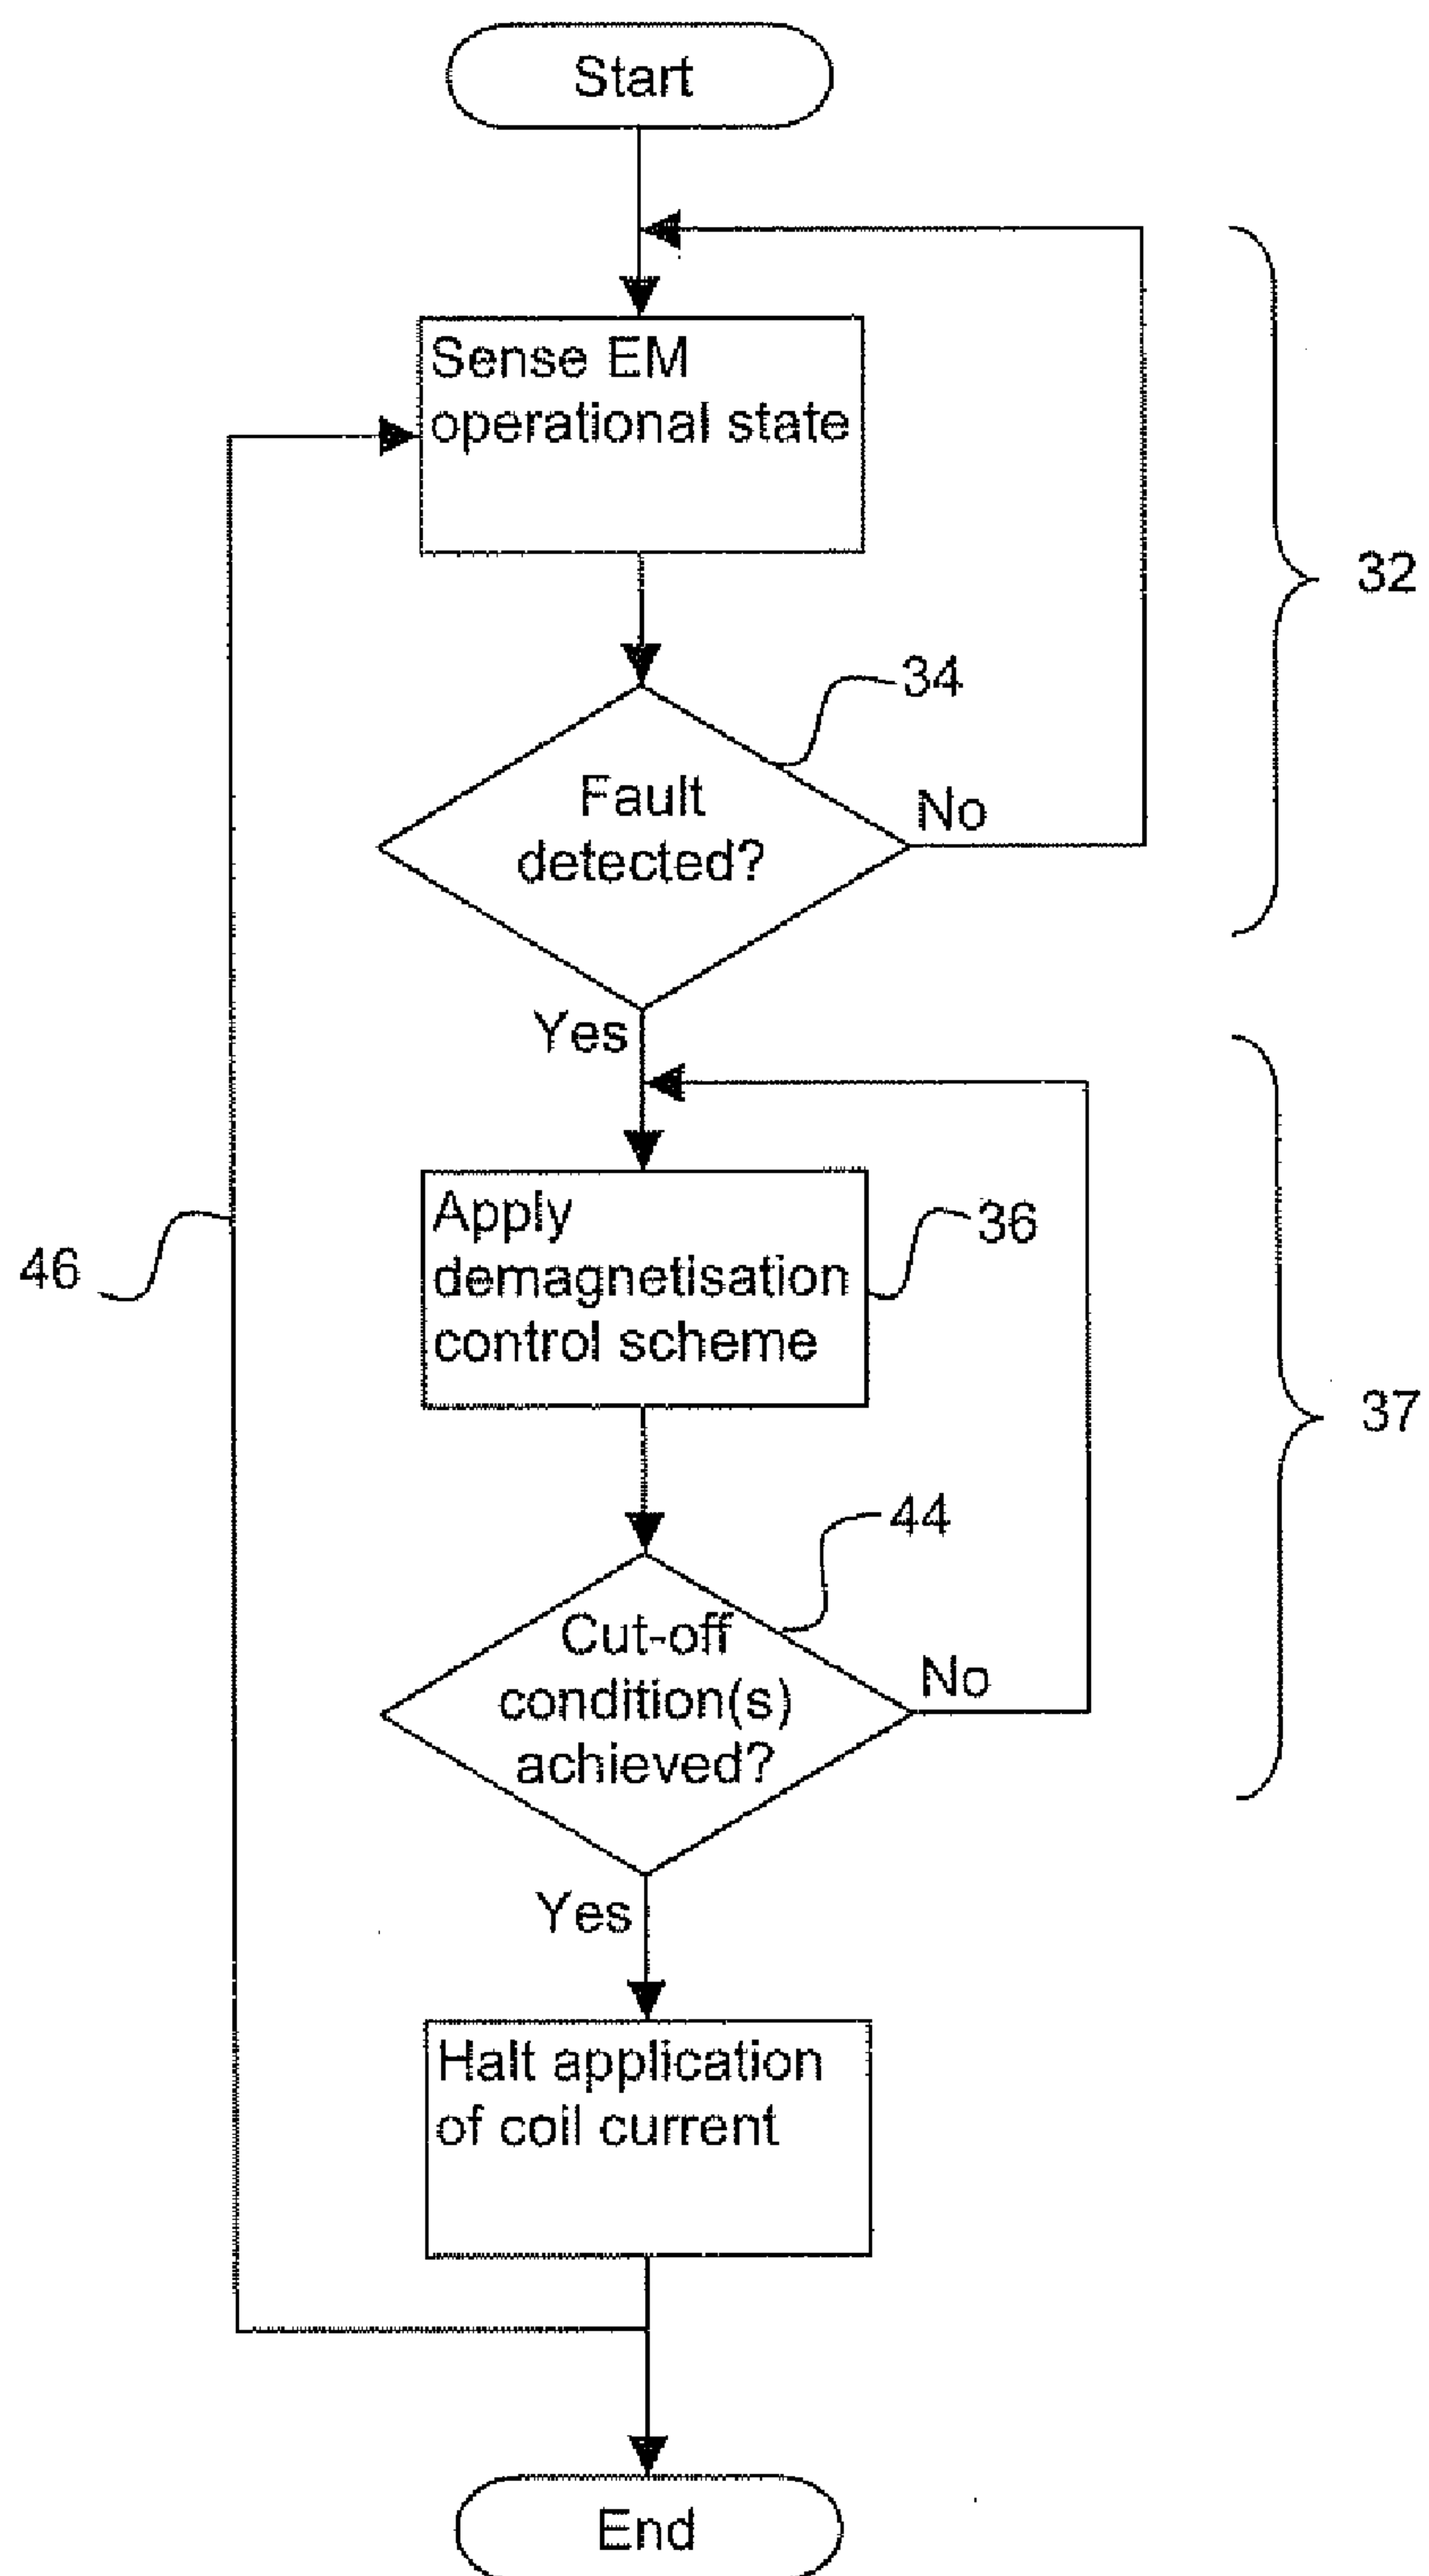 Start
Sense EM
operational state
32
34
Fault
detected?
No
Yes
Apply
demagnetisation
control scheme
36
46
37
44
Cut-off
condition(s)
achieved?
No
Yes
Halt application
of coil current
End